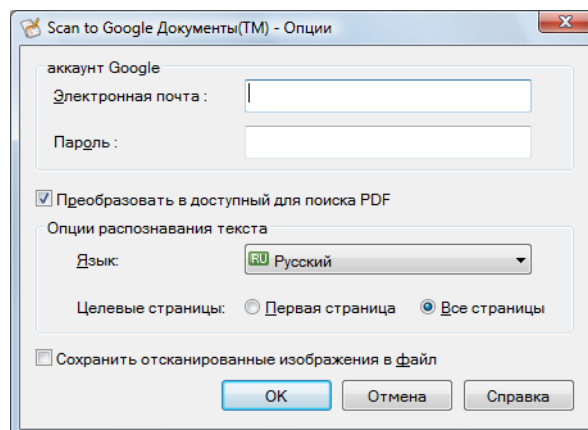 Scan to Google Документы(TM) - Опции
аккаунт Google
Электронная почта :
Пароль :
Преобразовать в доступный для поиска PDF
Опции распознавания текста
Язык: RU Русский
Целевые страницы: Первая страница Все страницы
Сохранить отсканированные изображения в файл
OK Отмена Справка